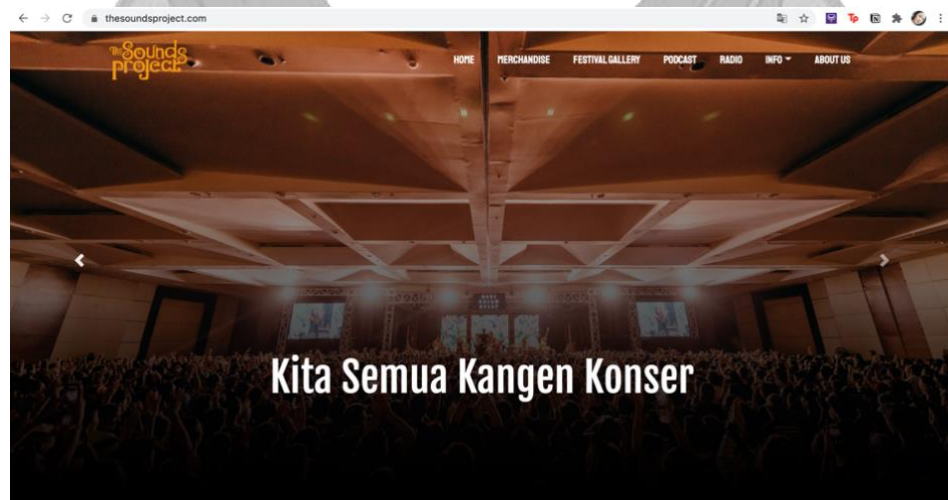 thesoundsproject.com
The Sounds project
HOME MERCHANDISE FESTIVAL GALLERY PODCAST RADIO INFO ABOUT US
Kita Semua Kangen Konser